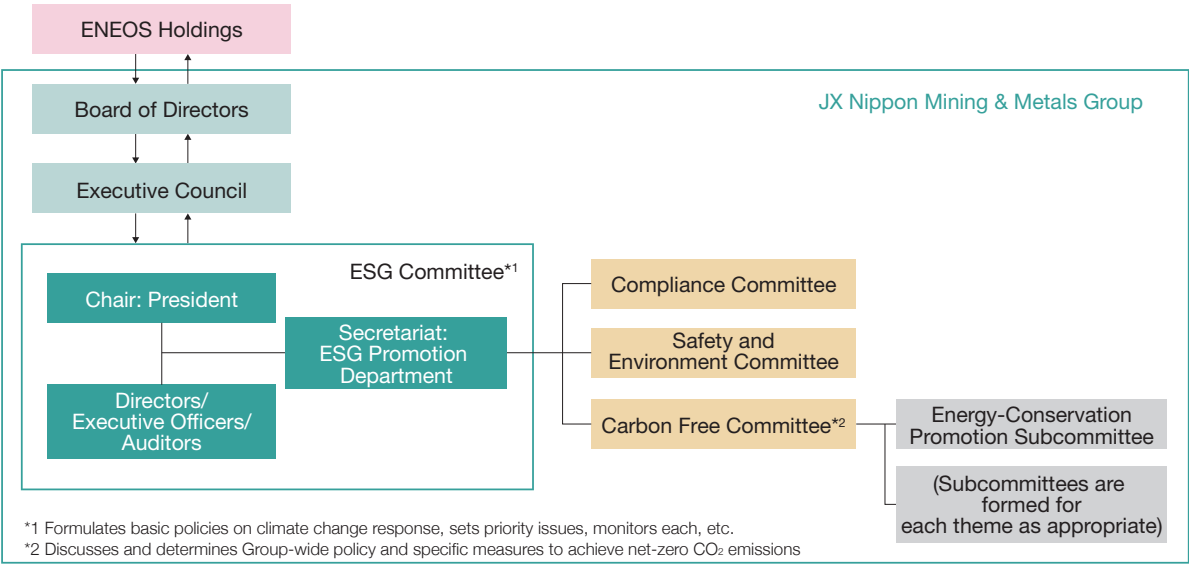 ENEOS Holdings
JX Nippon Mining & Metals Group
Board of Directors
Executive Council
ESG Committee*1
Chair: President
Secretariat:
ESG Promotion
Department
Directors/
Executive Officers/
Auditors
Compliance Committee
Safety and
Environment Committee
Carbon Free Committee*2
Energy-Conservation
Promotion Subcommittee
(Subcommittees are
formed for
each theme as appropriate)
*1 Formulates basic policies on climate change response, sets priority issues, monitors each, etc.
*2 Discusses and determines Group-wide policy and specific measures to achieve net-zero CO₂ emissions